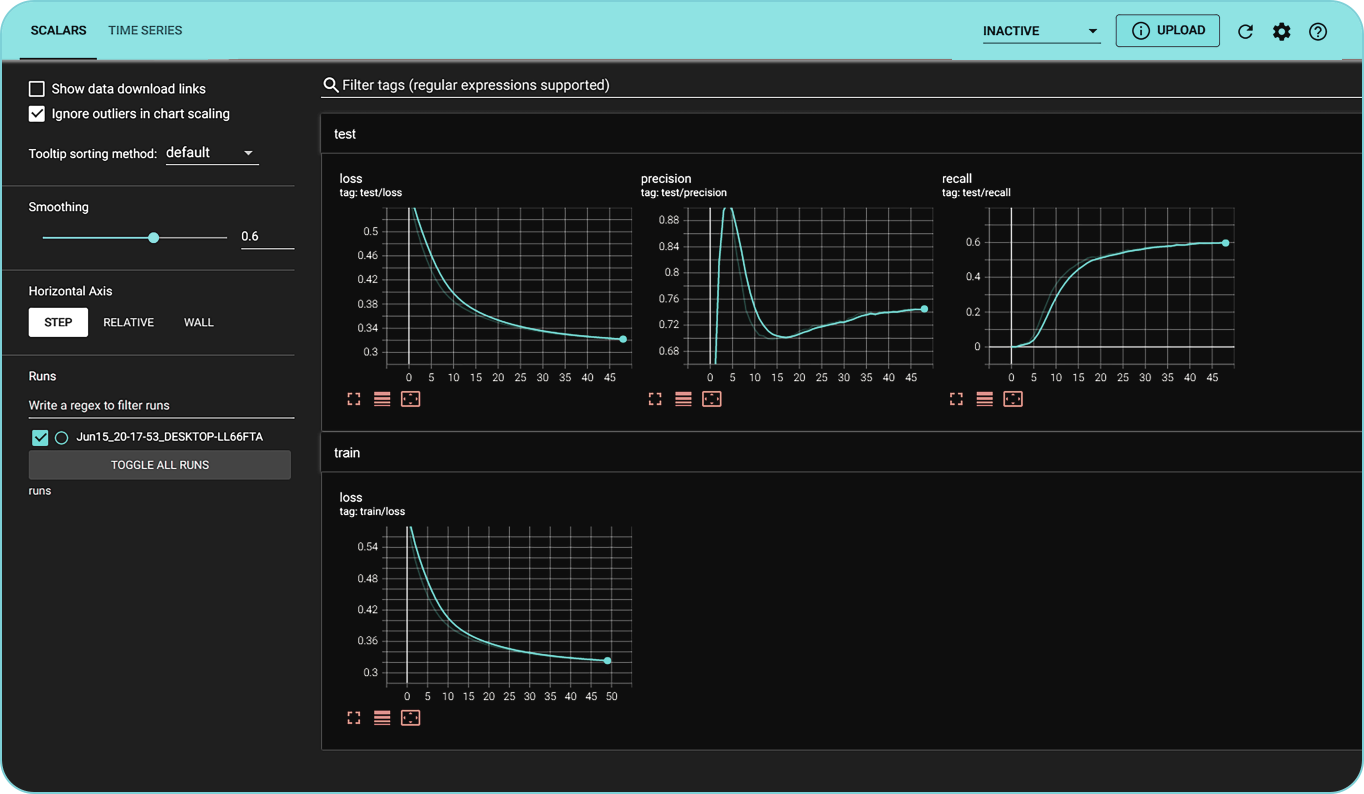 SCALARS TIME SERIES INACTIVE UPLOAD
Show data download links
Ignore outliers in chart scaling
Tooltip sorting method: default
Smoothing
0.6
Horizontal Axis
STEP RELATIVE WALL
Runs
Write a regex to filter runs
Jun15_20-17-53_DESKTOP-LL66FTA
TOGGLE ALL RUNS
runs
Filter tags (regular expressions supported)
test
loss
tag: test/loss
0.5
0.46
0.42
0.38
0.34
0.3
0 5 10 15 20 25 30 35 40 45
precision
tag: test/precision
0.88
0.84
0.8
0.76
0.72
0.68
0 5 10 15 20 25 30 35 40 45
recall
tag: test/recall
0.6
0.4
0.2
0
0 5 10 15 20 25 30 35 40 45
train
loss
tag: train/loss
0.54
0.48
0.42
0.36
0.3
0 5 10 15 20 25 30 35 40 45 50